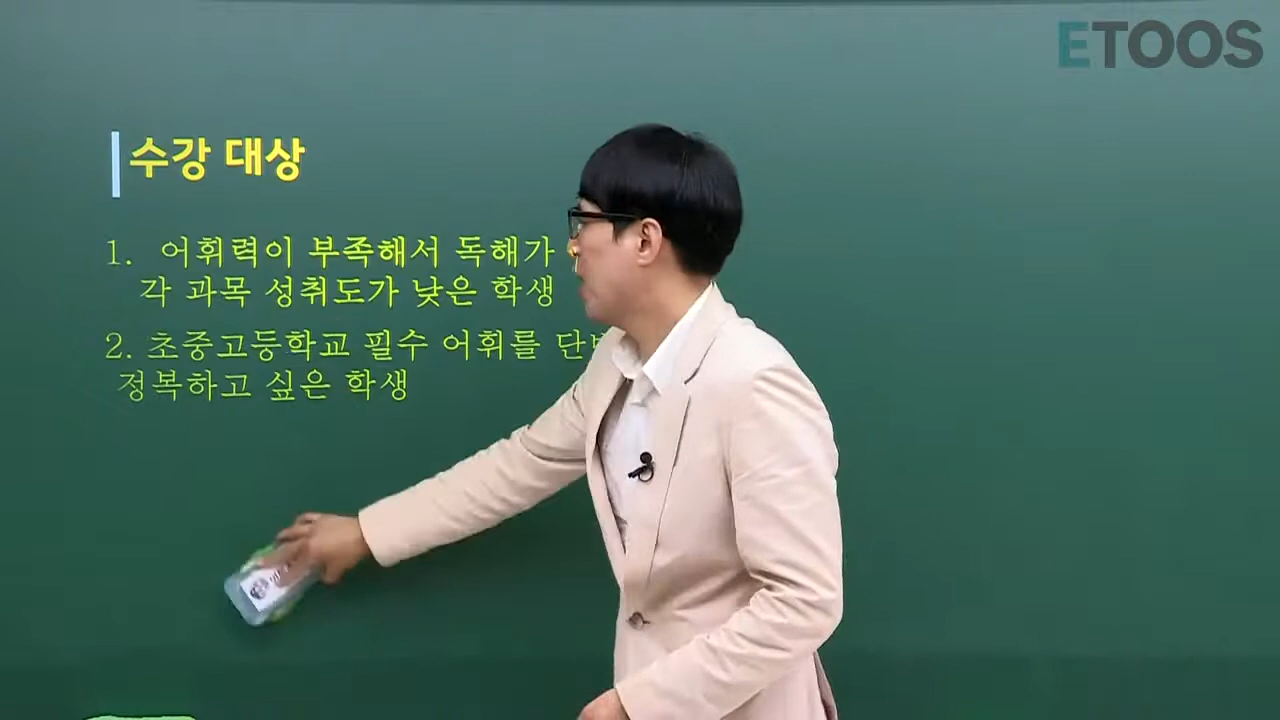 ETOOS
수강 대상
1. 어휘력이 부족해서 독해가
각 과목 성취도가 낮은 학생
2. 초중고등학교 필수 어휘를
정복하고 싶은 학생